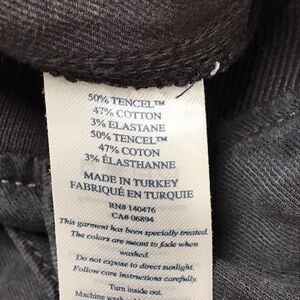 50% TENCEL™
47% COTTON
3% ELASTANE
50% TENCEL™
47% COTON
3% ÉLASTHANNE
MADE IN TURKEY
FABRIQUÉ EN TURQUIE
RN# 140476
CA# 06894
This garment has been specially treated.
The colors are meant to fade when
washed.
Do not expose to direct sunlight.
Follow care instructions carefully.
Turn inside out.
Machine wash